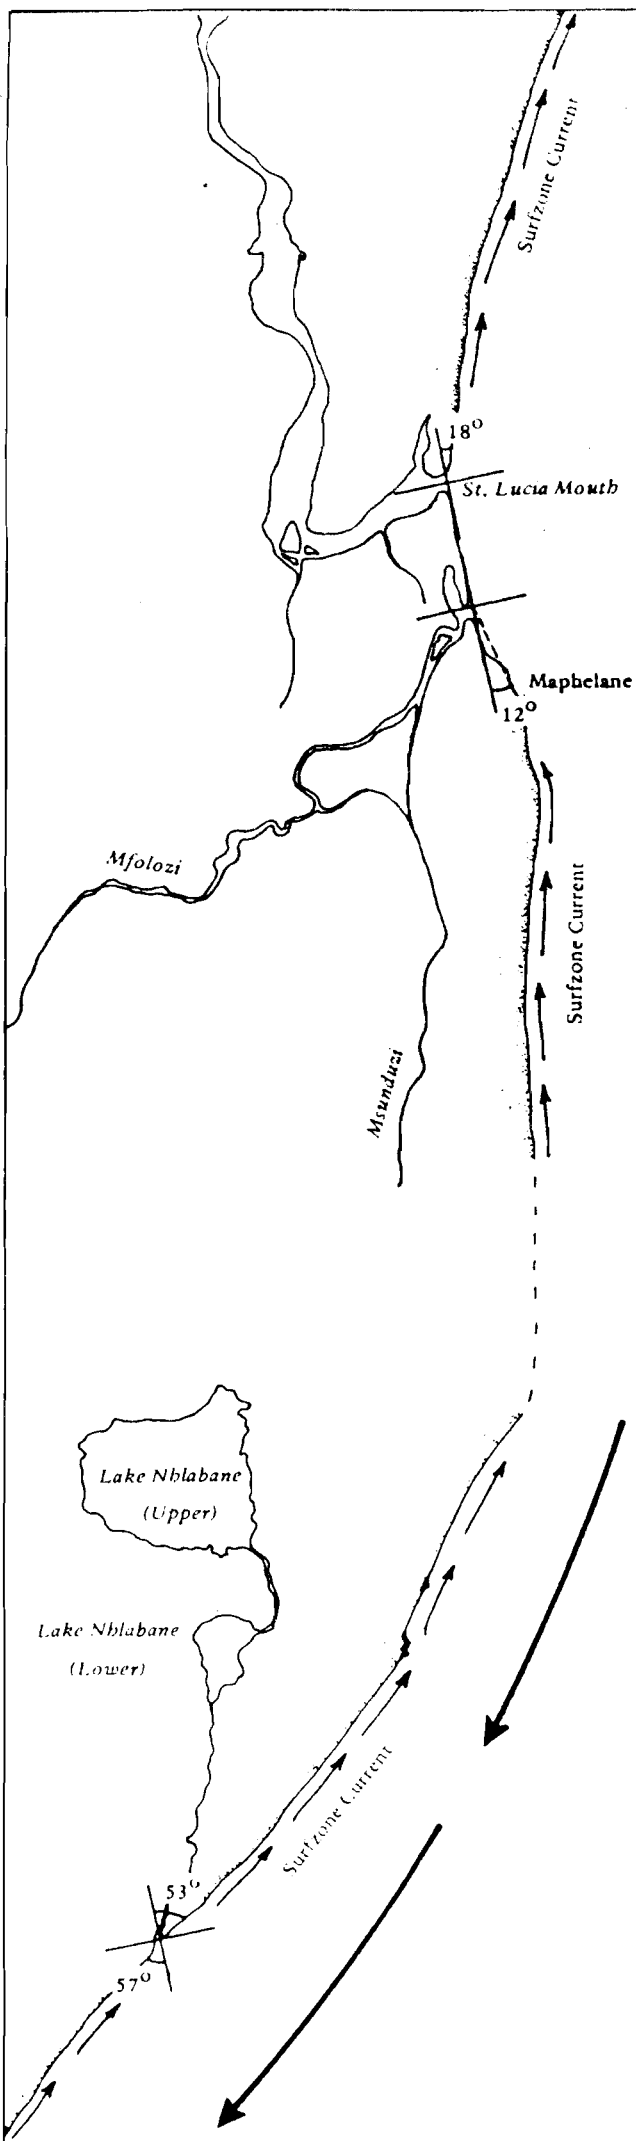 Surfzone Current
18°
St. Lucia Mouth
Maphelane
12°
Mfolozi
Surfzone Current
Msunduzi
Lake Nhlabane
(Upper)
Lake Nhlabane
(Lower)
Surfzone Current
53°
57°